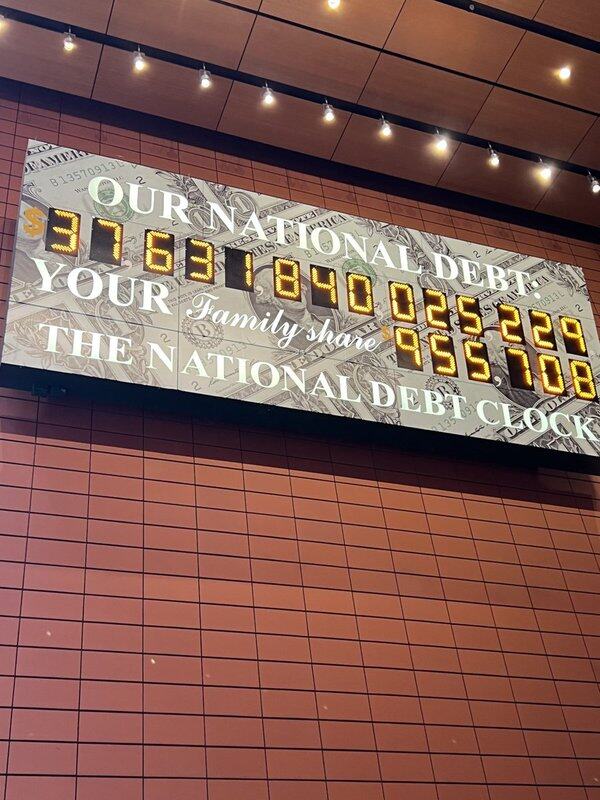 OUR NATIONAL DEBT:
$37,631,840,025,229
YOUR Family share $955,708
THE NATIONAL DEBT CLOCK